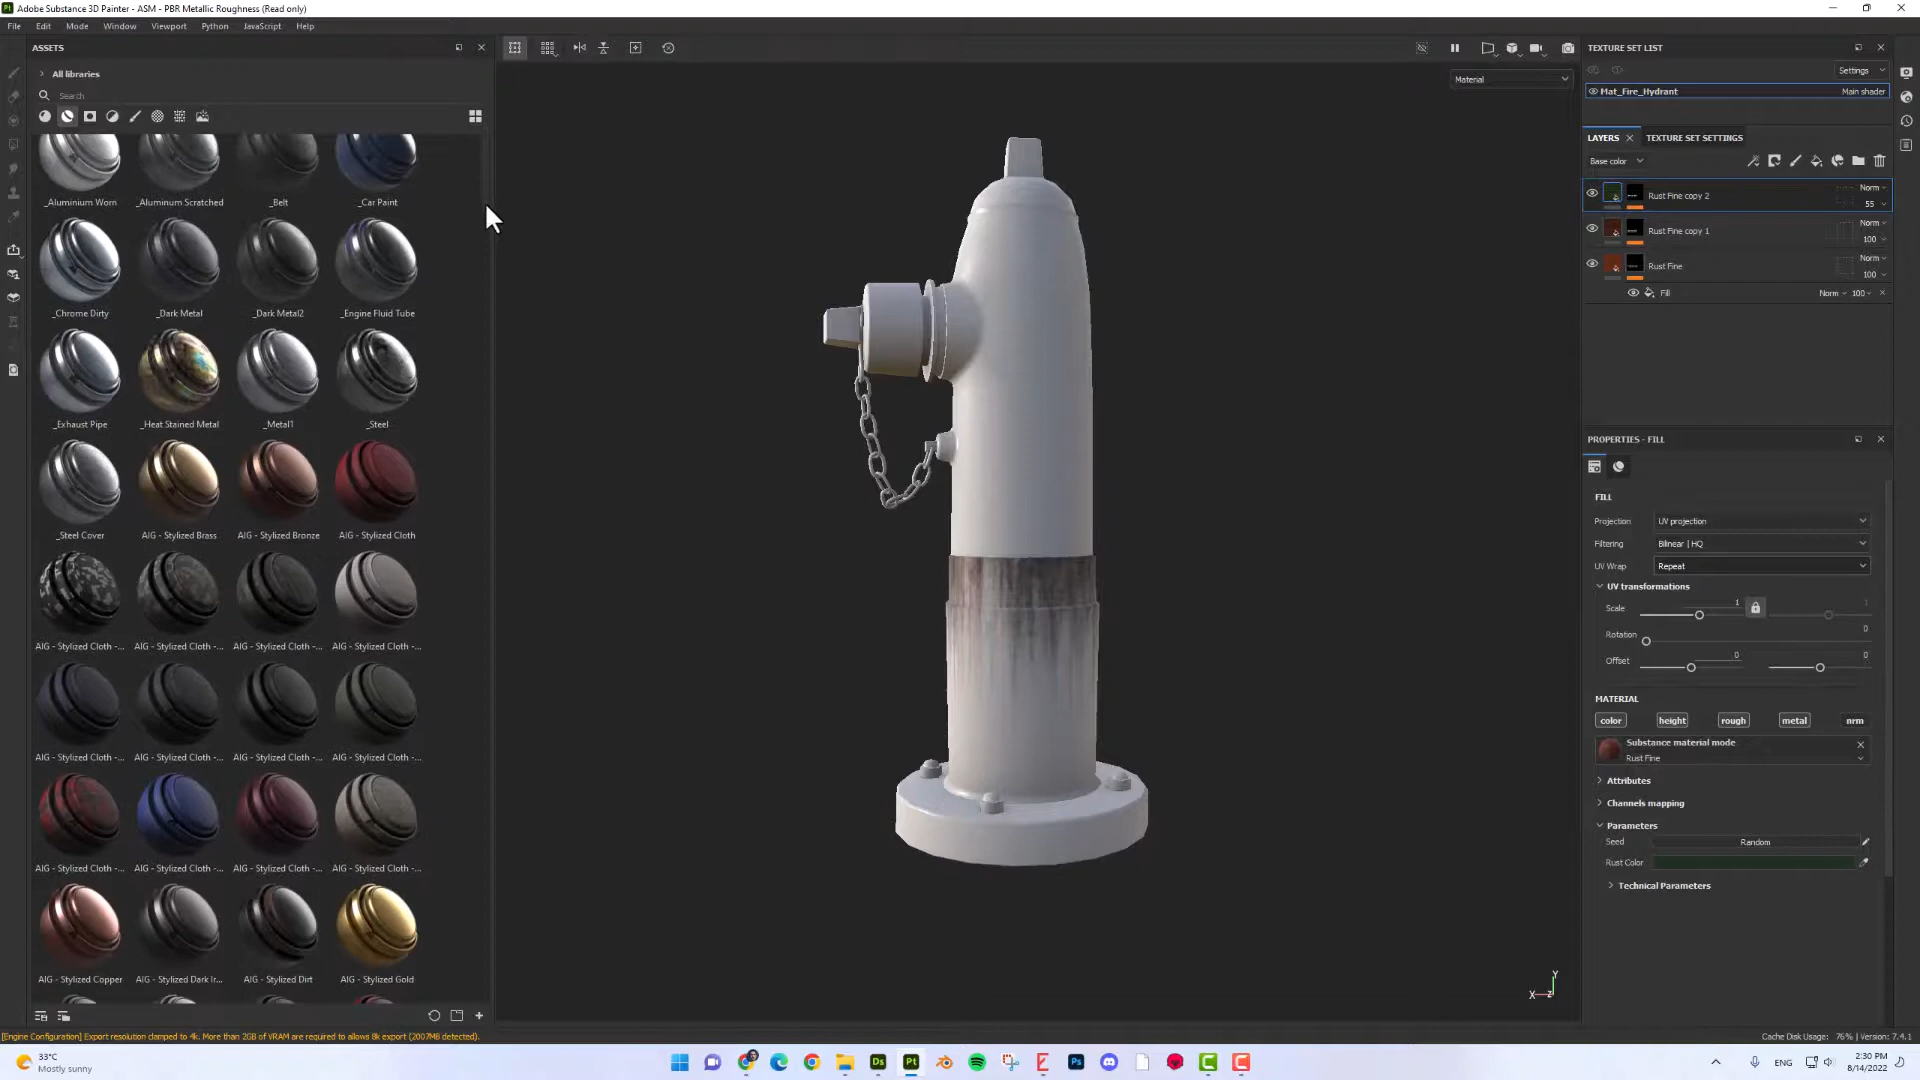 Adobe Substance 3D Painter - ASM - PBR Metallic Roughness (Read only)
File Edit Mode Window Viewport Python JavaScript Help
ASSETS
All libraries
Search
_Aluminium Worn _Aluminum Scratched _Belt _Car Paint
_Chrome Dirty _Dark Metal _Dark Metal2 _Engine Fluid Tube
_Exhaust Pipe _Heat Stained Metal _Metal1 _Steel
_Steel Cover AIG - Stylized Brass AIG - Stylized Bronze AIG - Stylized Cloth
AIG - Stylized Cloth -... AIG - Stylized Cloth -... AIG - Stylized Cloth -... AIG - Stylized Cloth -...
AIG - Stylized Cloth -... AIG - Stylized Cloth -... AIG - Stylized Cloth -... AIG - Stylized Cloth -...
AIG - Stylized Cloth -... AIG - Stylized Cloth -... AIG - Stylized Cloth -... AIG - Stylized Cloth -...
AIG - Stylized Copper AIG - Stylized Dark Ir... AIG - Stylized Dirt AIG - Stylized Gold
Material
Y
X Z
TEXTURE SET LIST
Settings
Mat_Fire_Hydrant Main shader
LAYERS TEXTURE SET SETTINGS
Base color
Rust Fine copy 2 Norm
55
Rust Fine copy 1 Norm
100
Rust Fine Norm
100
Fill Norm 100
PROPERTIES - FILL
FILL
Projection UV projection
Filtering Bilinear | HQ
UV Wrap Repeat
UV transformations
Scale 1 1
Rotation 0
Offset 0 0
MATERIAL
color height rough metal nrm
Substance material mode
Rust Fine
Attributes
Channels mapping
Parameters
Seed Random
Rust Color
Technical Parameters
[Engine Configuration] Export resolution clamped to 4k. More than 2GB of VRAM are required to allows 8k export (2007MB detected).
Cache Disk Usage: 76% | Version: 7.4.1
33°C
Mostly sunny
Ds Pt Ps
ENG
2:30 PM
8/14/2022